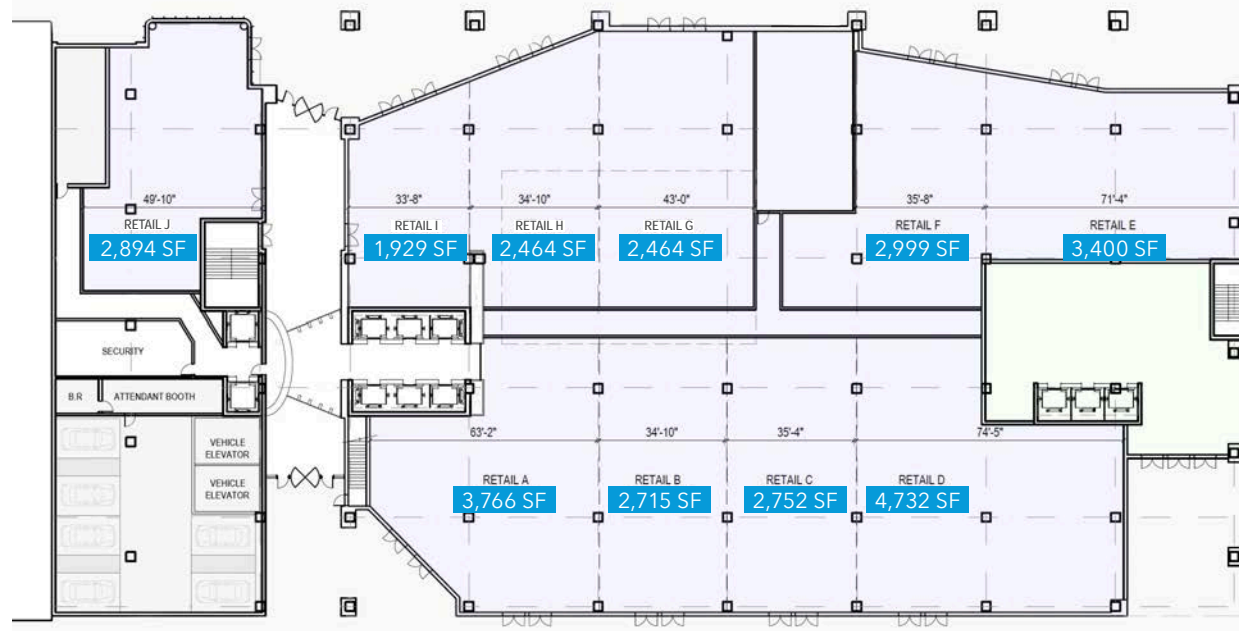 49'-10"
RETAIL J
2,894 SF
33'-8"
RETAIL I
1,929 SF
34'-10"
RETAIL H
2,464 SF
43'-0"
RETAIL G
2,464 SF
35'-8"
RETAIL F
2,999 SF
71'-4"
RETAIL E
3,400 SF
SECURITY
B.R
ATTENDANT BOOTH
VEHICLE
ELEVATOR
VEHICLE
ELEVATOR
63'-2"
RETAIL A
3,766 SF
34'-10"
RETAIL B
2,715 SF
35'-4"
RETAIL C
2,752 SF
74'-5"
RETAIL D
4,732 SF